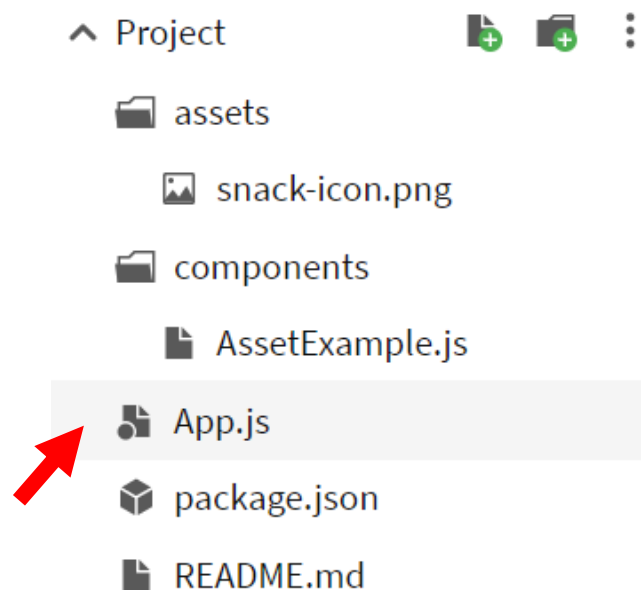 Project
assets
snack-icon.png
components
AssetExample.js
App.js
package.json
README.md